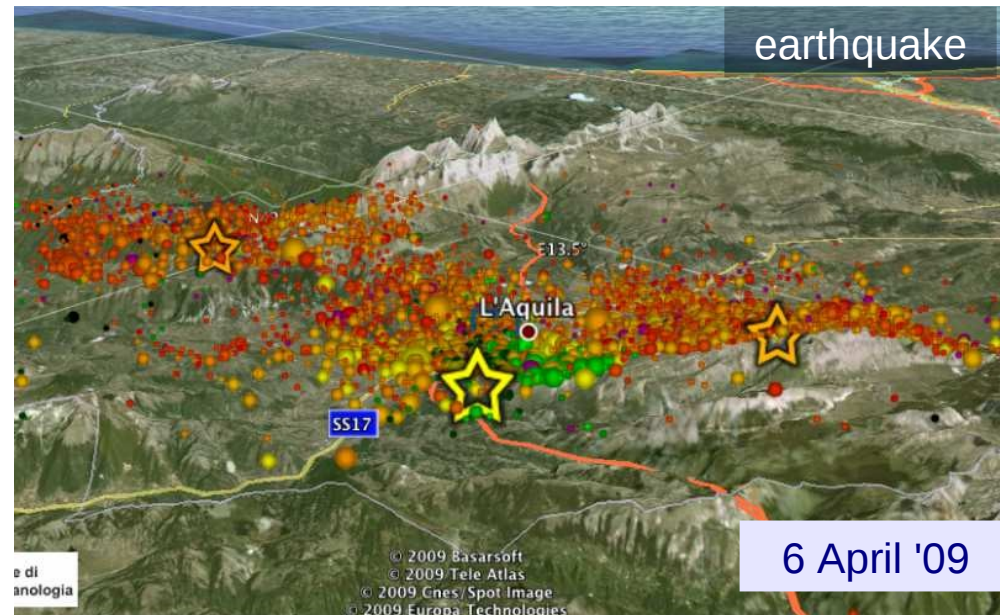 earthquake
E13.5°
L'Aquila
SS17
6 April '09
e di
anologia
© 2009 Basarsoft
© 2009 Tele Atlas
© 2009 Cnes/Spot Image
© 2009 Europa Technologies